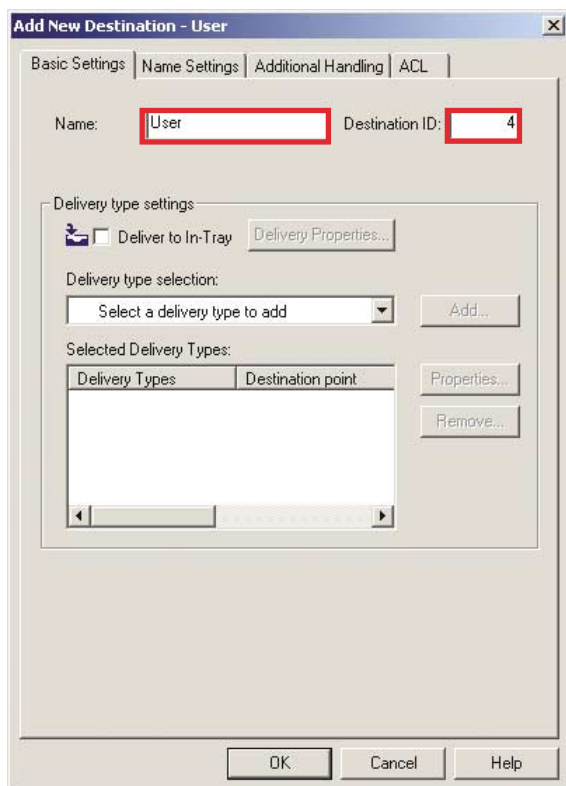 Add New Destination - User
Basic Settings Name Settings Additional Handling ACL
Name: User Destination ID: 4
Delivery type settings
Deliver to In-Tray Delivery Properties...
Delivery type selection:
Select a delivery type to add Add...
Selected Delivery Types:
Delivery Types Destination point Properties...
Remove...
OK Cancel Help